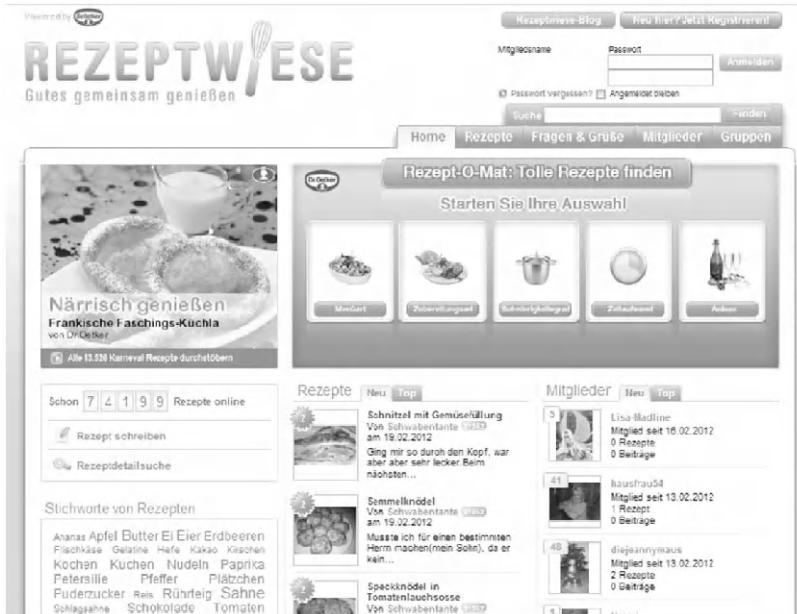 Powered by Dr.Oetker
Rezeptwiese-Blog
Neu hier? Jetzt Registrieren!
REZEPTWIESE
Gutes gemeinsam genießen
Mitgliedsname
Passwort
Anmelden
Passwort vergessen?
Angemeldet bleiben
Suche
Finden
Home
Rezepte
Fragen & Grüße
Mitglieder
Gruppen
Närrisch genießen
Fränkische Faschings-Küchla
von Dr.Oetker
Alle 13.520 Karneval Rezepte durchstöbern
Dr.Oetker
Rezept-O-Mat: Tolle Rezepte finden
Starten Sie Ihre Auswahl
Menüart
Zubereitungsart
Schwierigkeitsgrad
Zeitaufwand
Anlass
Schon 7 4 1 9 9 Rezepte online
Rezept schreiben
Rezeptdetailsuche
Stichworte von Rezepten
Ananas Apfel Butter Ei Eier Erdbeeren
Frischkäse Gelatine Hefe Kakao Kirschen
Kochen Kuchen Nudeln Paprika
Petersilie Pfeffer Plätzchen
Puderzucker Reis Rührteig Sahne
Schlagsahne Schokolade Tomaten
Rezepte
Neu
Top
Schnitzel mit Gemüsefüllung
Von Schwabentante
am 19.02.2012
Ging mir so durch den Kopf, war
aber aber sehr lecker.Beim
nächsten...
Semmelknödel
Von Schwabentante
am 19.02.2012
Musste ich für einen bestimmten
Herrn machen(mein Sohn), da er
kein...
Speckknödel in
Tomatenlauchsosse
Von Schwabentante
Mitglieder
Neu
Top
5
Lisa-Madline
Mitglied seit 16.02.2012
0 Rezepte
0 Beiträge
41
hausfrau54
Mitglied seit 13.02.2012
1 Rezept
0 Beiträge
48
diejeannymaus
Mitglied seit 13.02.2012
2 Rezepte
0 Beiträge
5